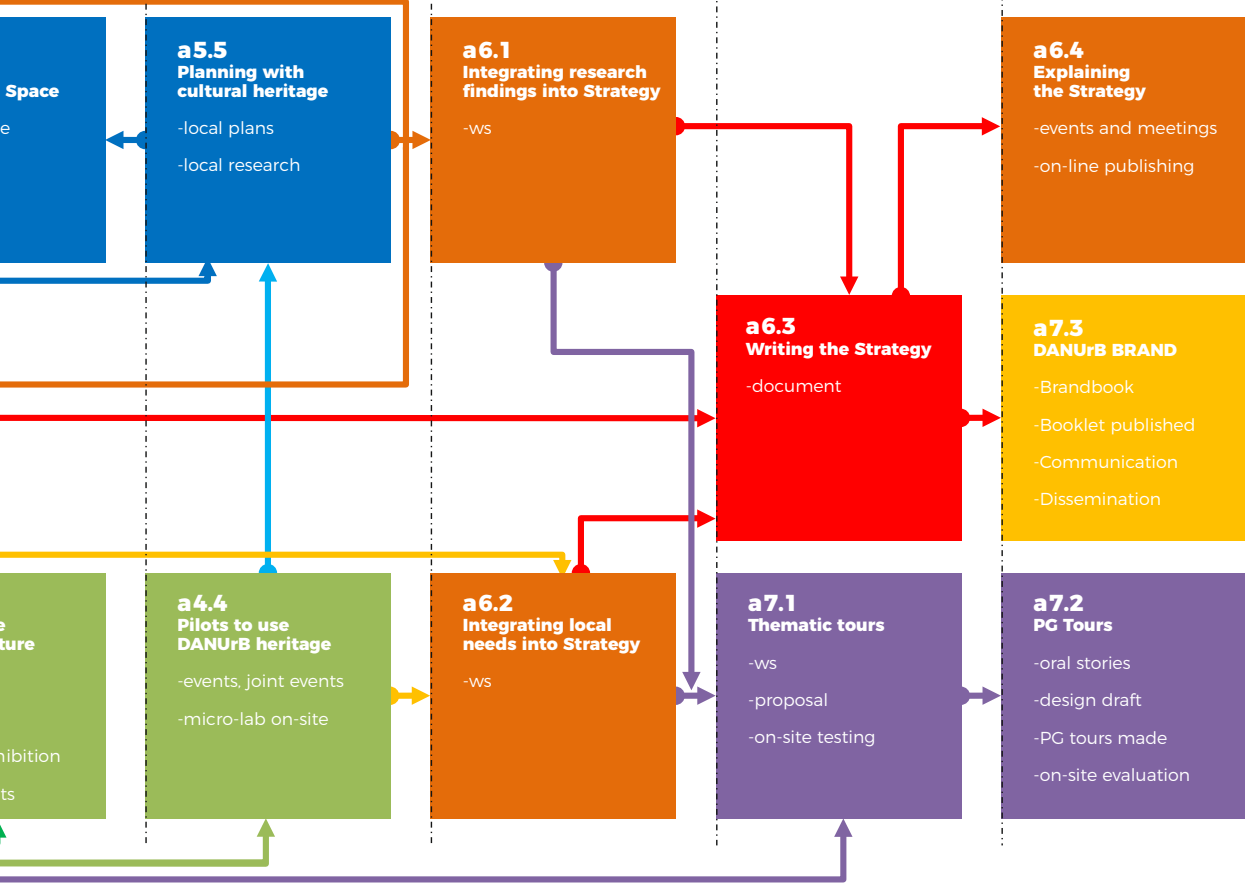 Space
e
a5.5
Planning with
cultural heritage
-local plans
-local research
a6.1
Integrating research
findings into Strategy
-ws
a6.4
Explaining
the Strategy
-events and meetings
-on-line publishing
a6.3
Writing the Strategy
-document
a7.3
DANUrB BRAND
-Brandbook
-Booklet published
-Communication
-Dissemination
e
ture
hibition
ts
a4.4
Pilots to use
DANUrB heritage
-events, joint events
-micro-lab on-site
a6.2
Integrating local
needs into Strategy
-ws
a7.1
Thematic tours
-ws
-proposal
-on-site testing
a7.2
PG Tours
-oral stories
-design draft
-PG tours made
-on-site evaluation